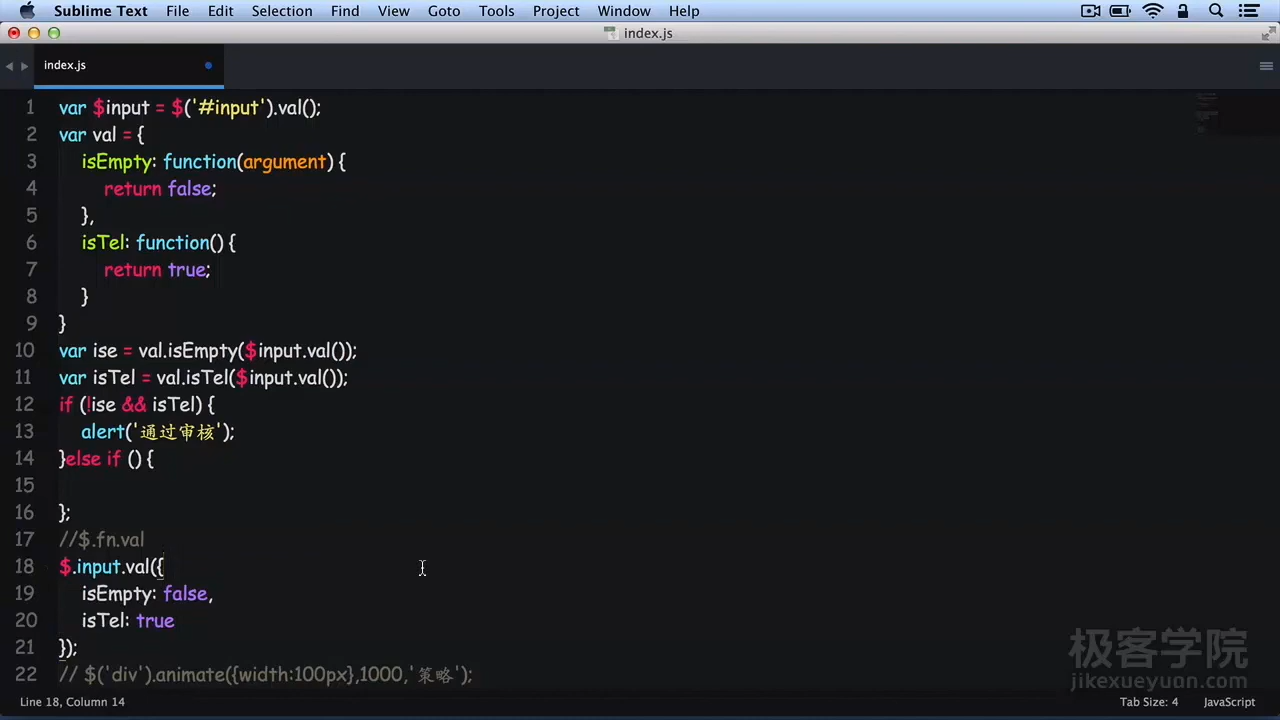 Sublime Text File Edit Selection Find View Goto Tools Project Window Help
index.js
index.js
1 var $input = $('#input').val();
2 var val = {
3 isEmpty: function(argument) {
4 return false;
5 },
6 isTel: function() {
7 return true;
8 }
9 }
10 var ise = val.isEmpty($input.val());
11 var isTel = val.isTel($input.val());
12 if (!ise && isTel) {
13 alert('通过审核');
14 }else if () {
15
16 };
17 //$.fn.val
18 $.input.val({
19 isEmpty: false,
20 isTel: true
21 });
22 // $('div').animate({width:100px},1000,'策略');
极客学院
jikexueyuan.com
Line 18, Column 14 Tab Size: 4 JavaScript